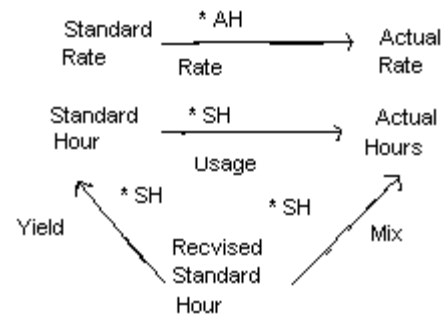 Standard
Rate
* AH
Rate
Actual
Rate
Standard
Hour
* SH
Usage
Actual
Hours
* SH
* SH
Yield
Mix
Recvised
Standard
Hour